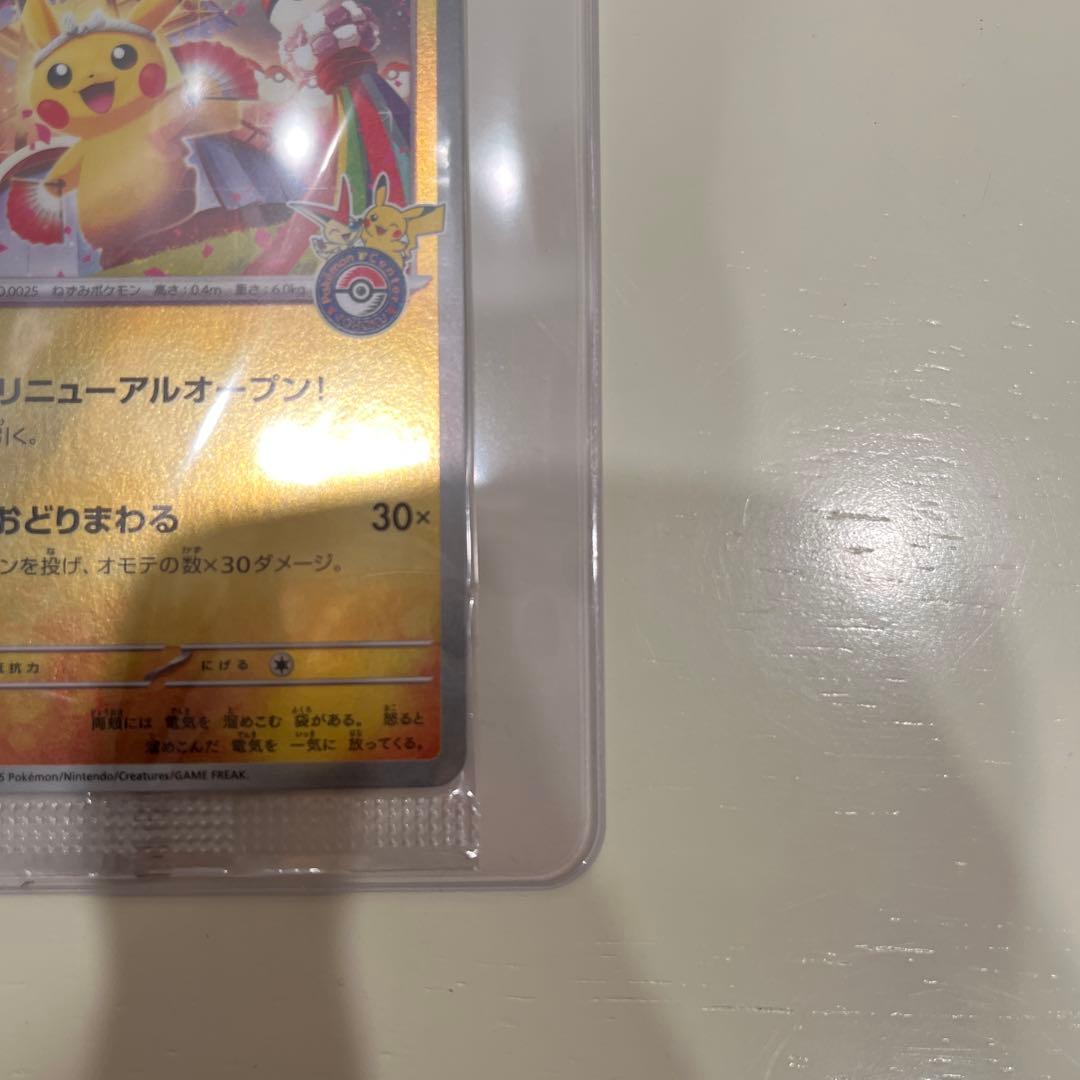 0.0025 ねずみポケモン 高さ:0.4m 重さ:6.0kg
Pokémon Center
リニューアルオープン!
引く。
おどりまわる 30×
ンを投げ、オモテの数×30ダメージ。
抵抗力 にげる
両頬には 電気を 溜めこむ 袋がある。 怒ると
溜めこんだ 電気を 一気に 放ってくる。
5 Pokémon/Nintendo/Creatures/GAME FREAK.